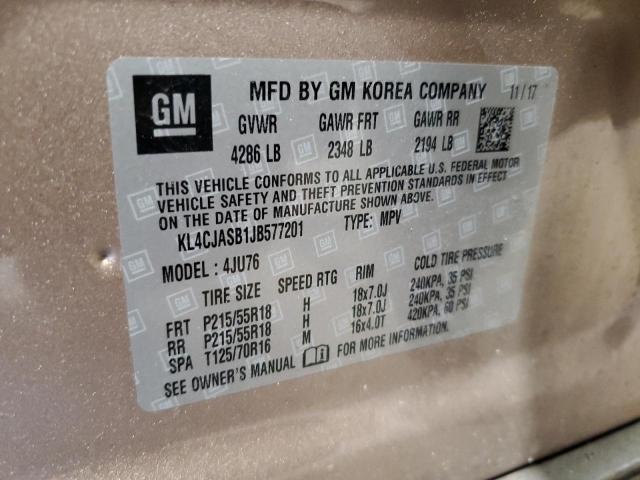 GM
MFD BY GM KOREA COMPANY 11/17
GVWR GAWR FRT GAWR RR
4286 LB 2348 LB 2194 LB
THIS VEHICLE CONFORMS TO ALL APPLICABLE U.S. FEDERAL MOTOR
VEHICLE SAFETY AND THEFT PREVENTION STANDARDS IN EFFECT
ON THE DATE OF MANUFACTURE SHOWN ABOVE.
KL4CJASB1JB577201 TYPE: MPV
MODEL : 4JU76
TIRE SIZE SPEED RTG RIM COLD TIRE PRESSURE
FRT P215/55R18 H 18x7.0J 240KPA, 35 PSI
RR P215/55R18 H 18x7.0J 240KPA, 35 PSI
SPA T125/70R16 M 16x4.0T 420KPA, 60 PSI
SEE OWNER'S MANUAL FOR MORE INFORMATION.